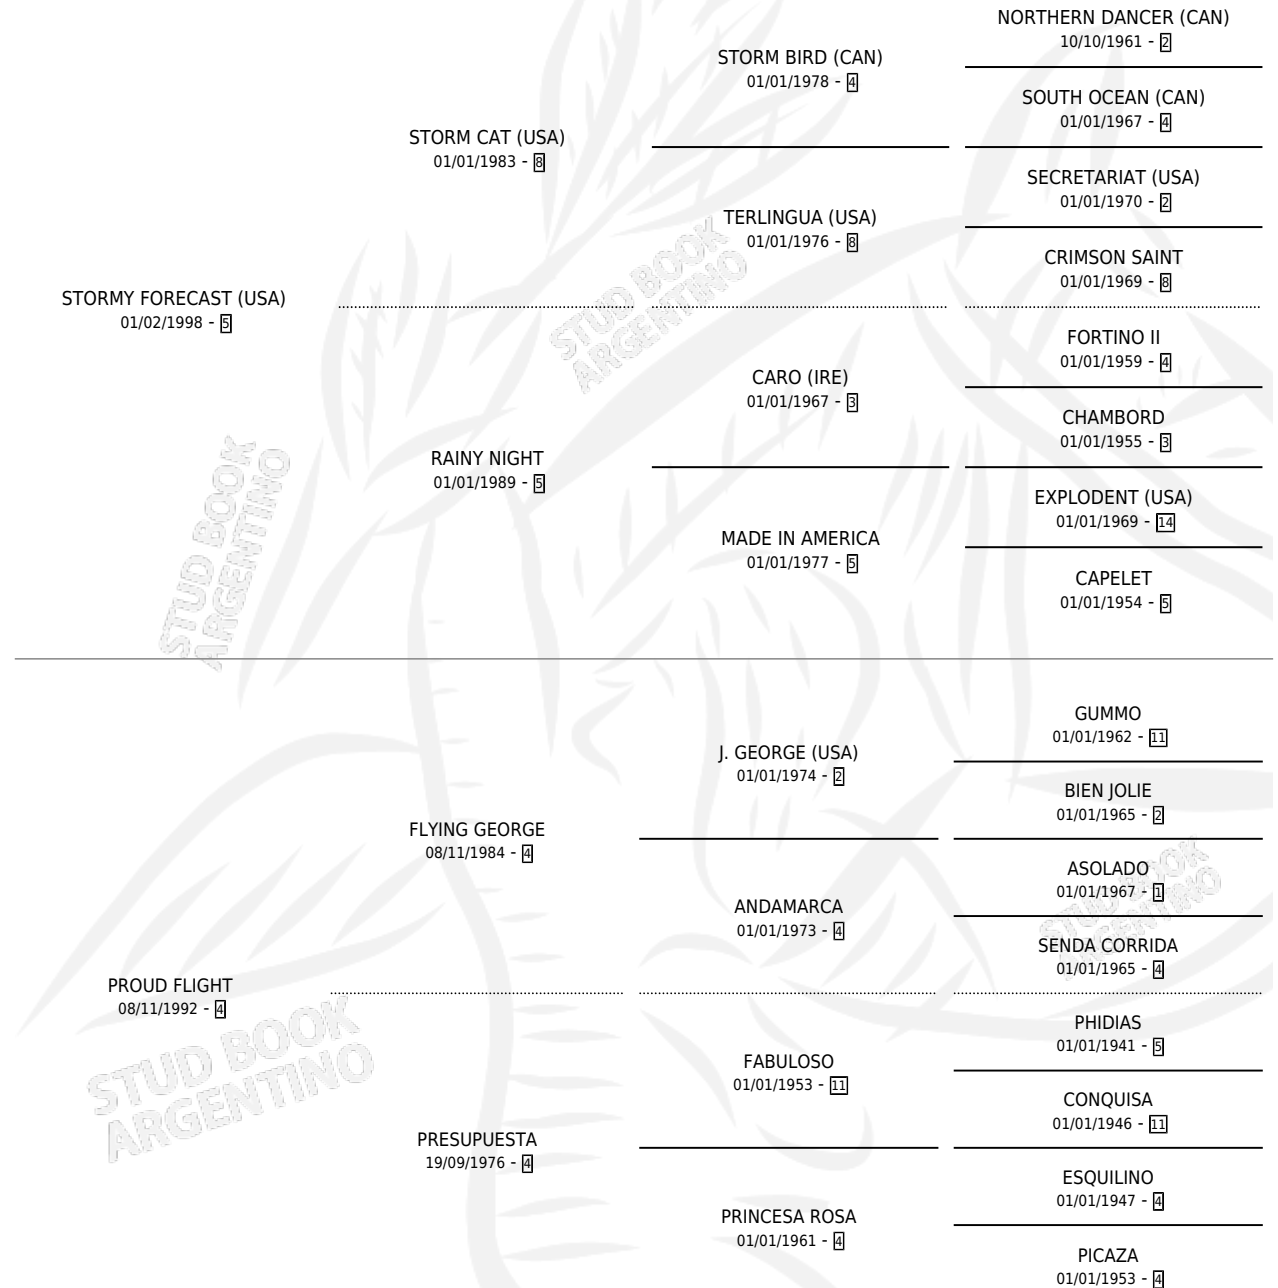 NORTHERN DANCER (CAN)
10/10/1961 - 2
STORM BIRD (CAN)
01/01/1978 - 4
SOUTH OCEAN (CAN)
01/01/1967 - 4
STORM CAT (USA)
01/01/1983 - 8
SECRETARIAT (USA)
01/01/1970 - 2
TERLINGUA (USA)
01/01/1976 - 8
CRIMSON SAINT
01/01/1969 - 8
STORMY FORECAST (USA)
01/02/1998 - 5
FORTINO II
01/01/1959 - 4
CARO (IRE)
01/01/1967 - 3
CHAMBORD
01/01/1955 - 3
RAINY NIGHT
01/01/1989 - 5
EXPLODENT (USA)
01/01/1969 - 14
MADE IN AMERICA
01/01/1977 - 5
CAPELET
01/01/1954 - 5
GUMMO
01/01/1962 - 11
J. GEORGE (USA)
01/01/1974 - 2
BIEN JOLIE
01/01/1965 - 2
FLYING GEORGE
08/11/1984 - 4
ASOLADO
01/01/1967 - 1
ANDAMARCA
01/01/1973 - 4
SENDA CORRIDA
01/01/1965 - 4
PROUD FLIGHT
08/11/1992 - 4
PHIDIAS
01/01/1941 - 5
FABULOSO
01/01/1953 - 11
CONQUISA
01/01/1946 - 11
PRESUPUESTA
19/09/1976 - 4
ESQUILINO
01/01/1947 - 4
PRINCESA ROSA
01/01/1961 - 4
PICAZA
01/01/1953 - 4
STUD BOOK
ARGENTINO
STUD BOOK
ARGENTINO
STUD BOOK
ARGENTINO
STUD BOOK
ARGENTINO